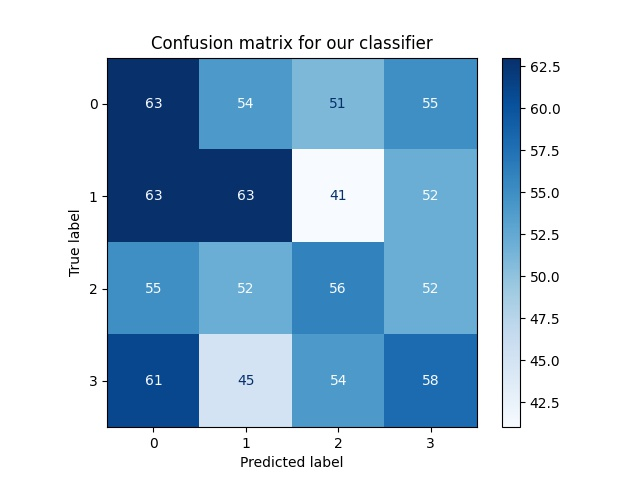 Confusion matrix for our classifier
0 63 54 51 55
1 63 63 41 52
2 55 52 56 52
3 61 45 54 58
0 1 2 3
True label
Predicted label
62.5
60.0
57.5
55.0
52.5
50.0
47.5
45.0
42.5